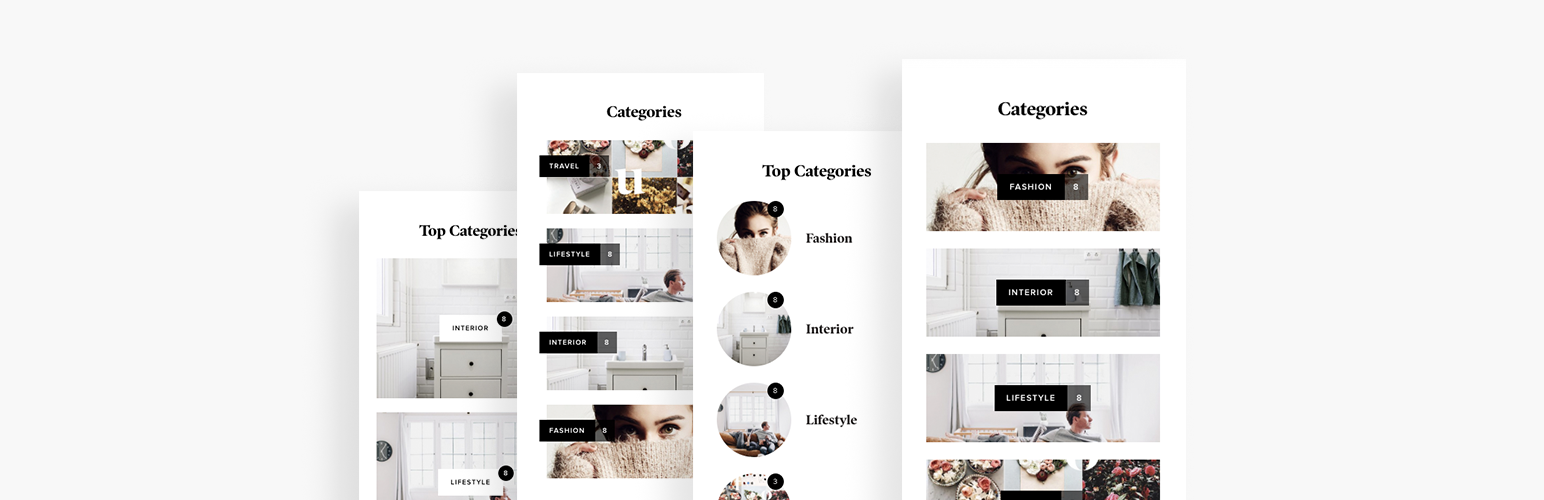 Top Categories
INTERIOR
8
LIFESTYLE
8
Categories
TRAVEL 3
u
LIFESTYLE 8
INTERIOR 8
FASHION 8
Top Categories
8
Fashion
8
Interior
8
Lifestyle
3
Categories
FASHION 8
INTERIOR 8
LIFESTYLE 8